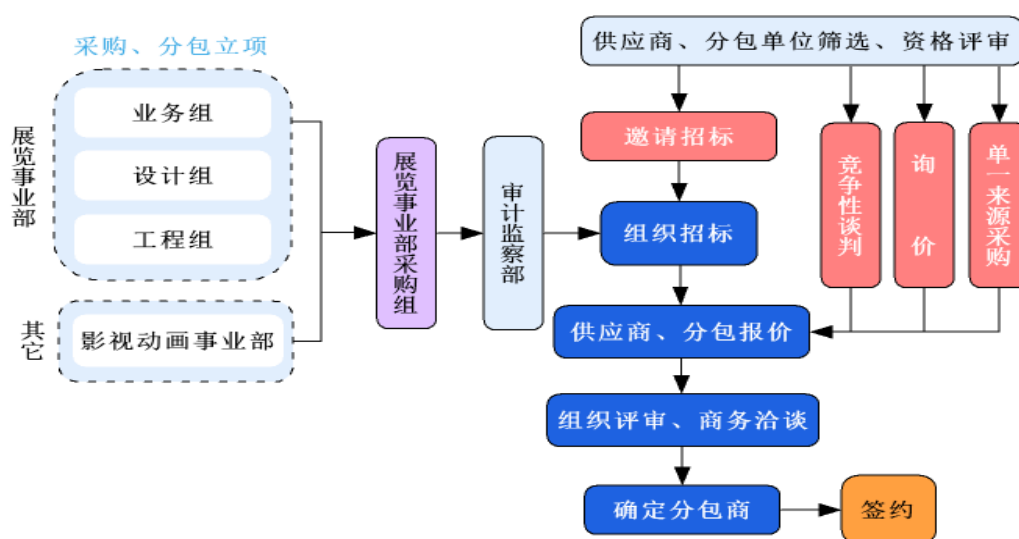 采购、分包立项
展览事业部
业务组
设计组
工程组
其它
影视动画事业部
展览事业部采购组
审计监察部
供应商、分包单位筛选、资格评审
邀请招标
竞争性谈判
询价
单一来源采购
组织招标
供应商、分包报价
组织评审、商务洽谈
确定分包商
签约